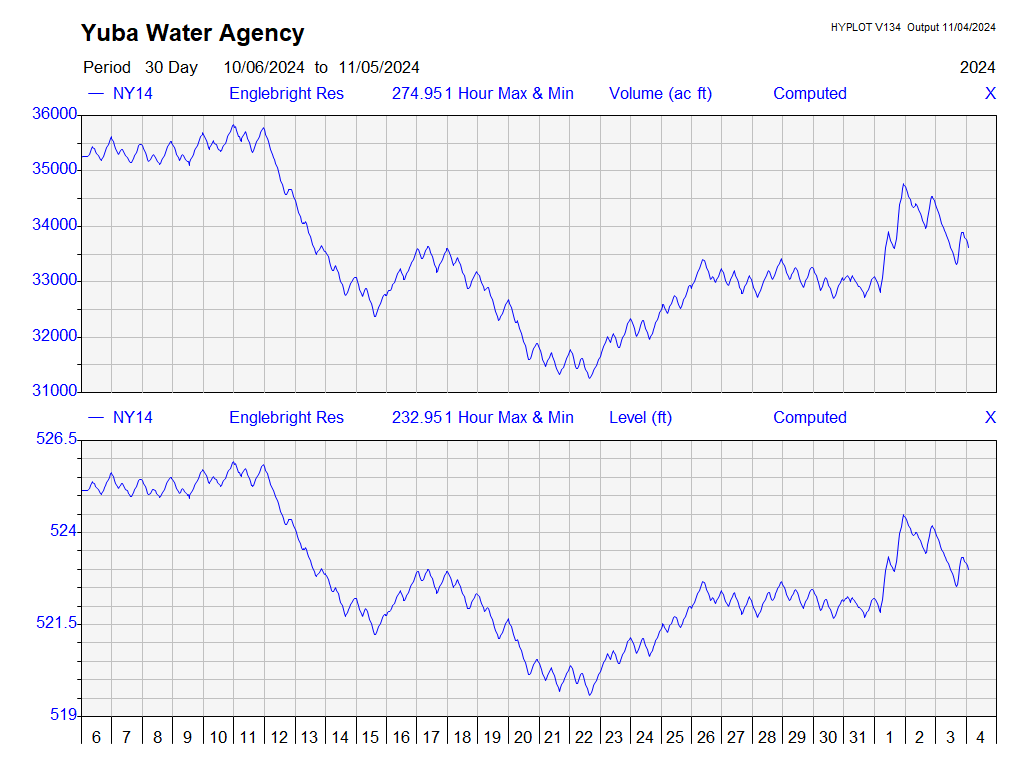 Yuba Water Agency
HYPLOT V134 Output 11/04/2024
Period 30 Day 10/06/2024 to 11/05/2024
2024
— NY14 Englebright Res 274.951 Hour Max & Min Volume (ac ft) Computed X
36000
35000
34000
33000
32000
31000
— NY14 Englebright Res 232.951 Hour Max & Min Level (ft) Computed X
526.5
524
521.5
519
6 7 8 9 10 11 12 13 14 15 16 17 18 19 20 21 22 23 24 25 26 27 28 29 30 31 1 2 3 4